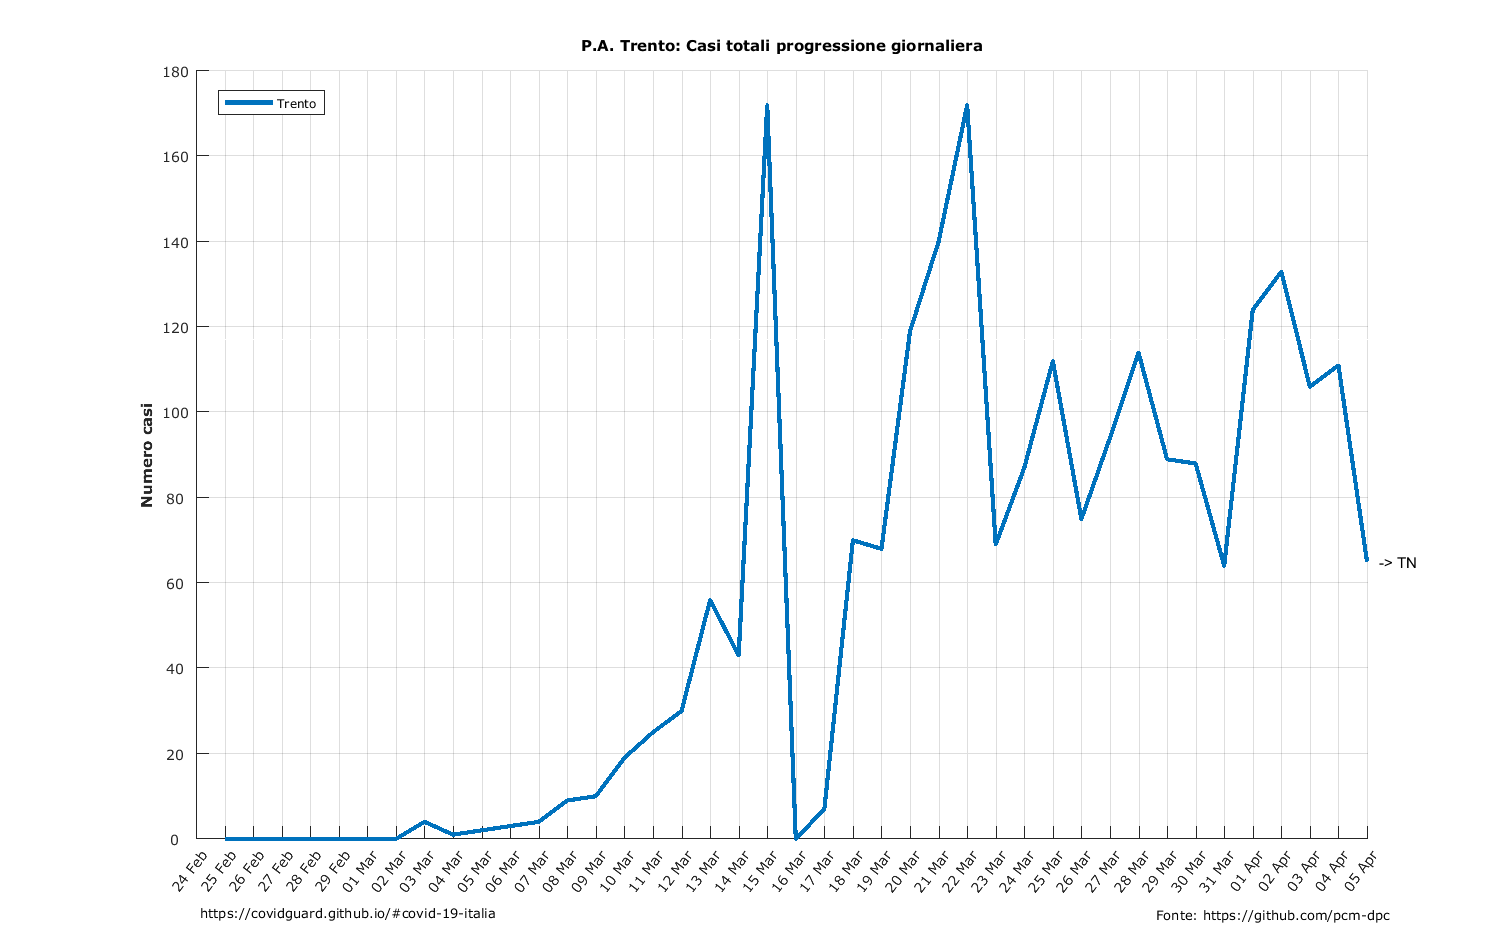 P.A. Trento: Casi totali progressione giornaliera
Trento
Numero casi
180
160
140
120
100
80
60
40
20
0
-> TN
24 Feb
25 Feb
26 Feb
27 Feb
28 Feb
29 Feb
01 Mar
02 Mar
03 Mar
04 Mar
05 Mar
06 Mar
07 Mar
08 Mar
09 Mar
10 Mar
11 Mar
12 Mar
13 Mar
14 Mar
15 Mar
16 Mar
17 Mar
18 Mar
19 Mar
20 Mar
21 Mar
22 Mar
23 Mar
24 Mar
25 Mar
26 Mar
27 Mar
28 Mar
29 Mar
30 Mar
31 Mar
01 Apr
02 Apr
03 Apr
04 Apr
05 Apr
https://covidguard.github.io/#covid-19-italia
Fonte: https://github.com/pcm-dpc